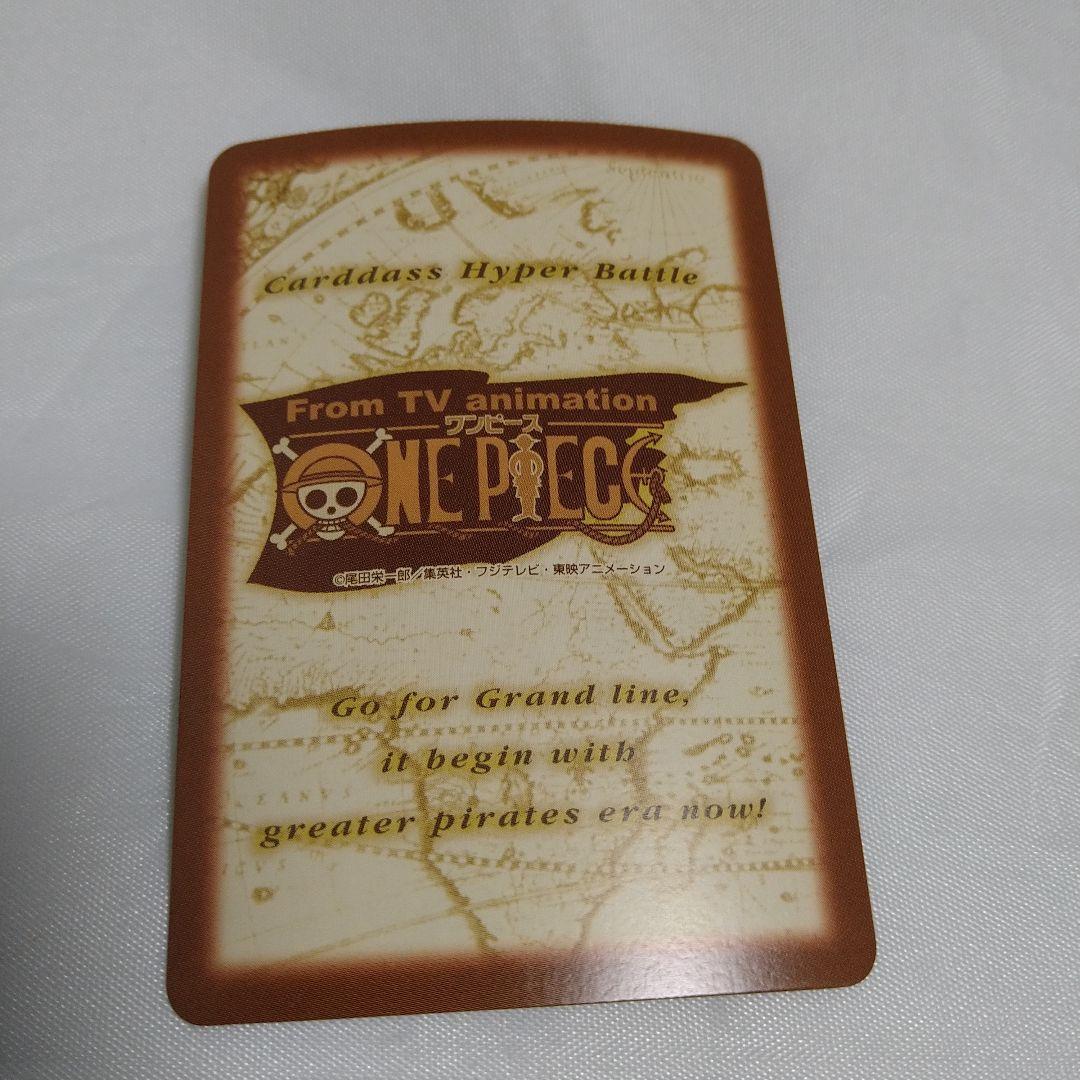 Septentrio
Carddass Hyper Battle
From TV animation
ワンピース
ONE PIECE
©尾田栄一郎／集英社・フジテレビ・東映アニメーション
Go for Grand line,
it begin with
greater pirates era now!